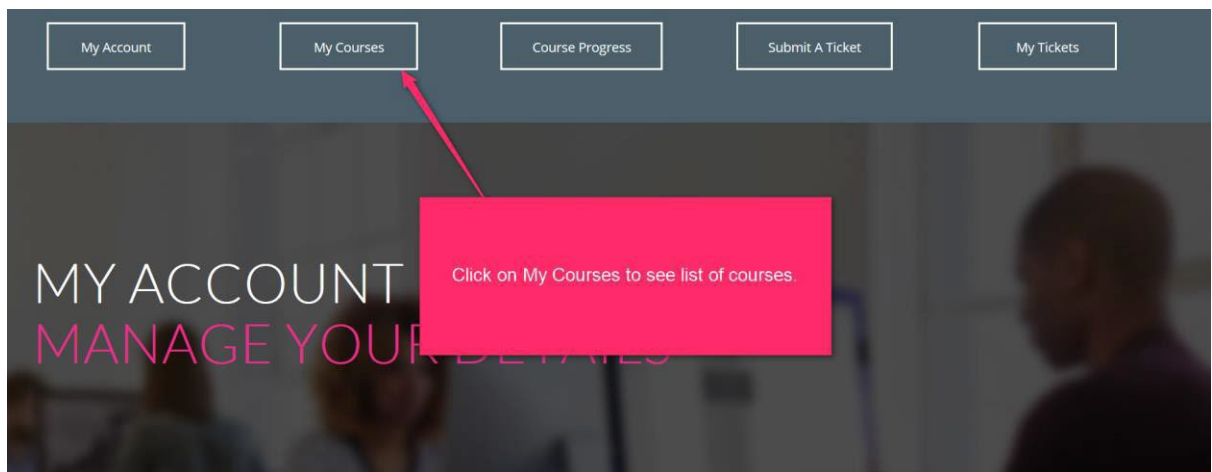 My Account
My Courses
Course Progress
Submit A Ticket
My Tickets
MY ACCOUNT
Click on My Courses to see list of courses.
MANAGE YOUR DETAILS